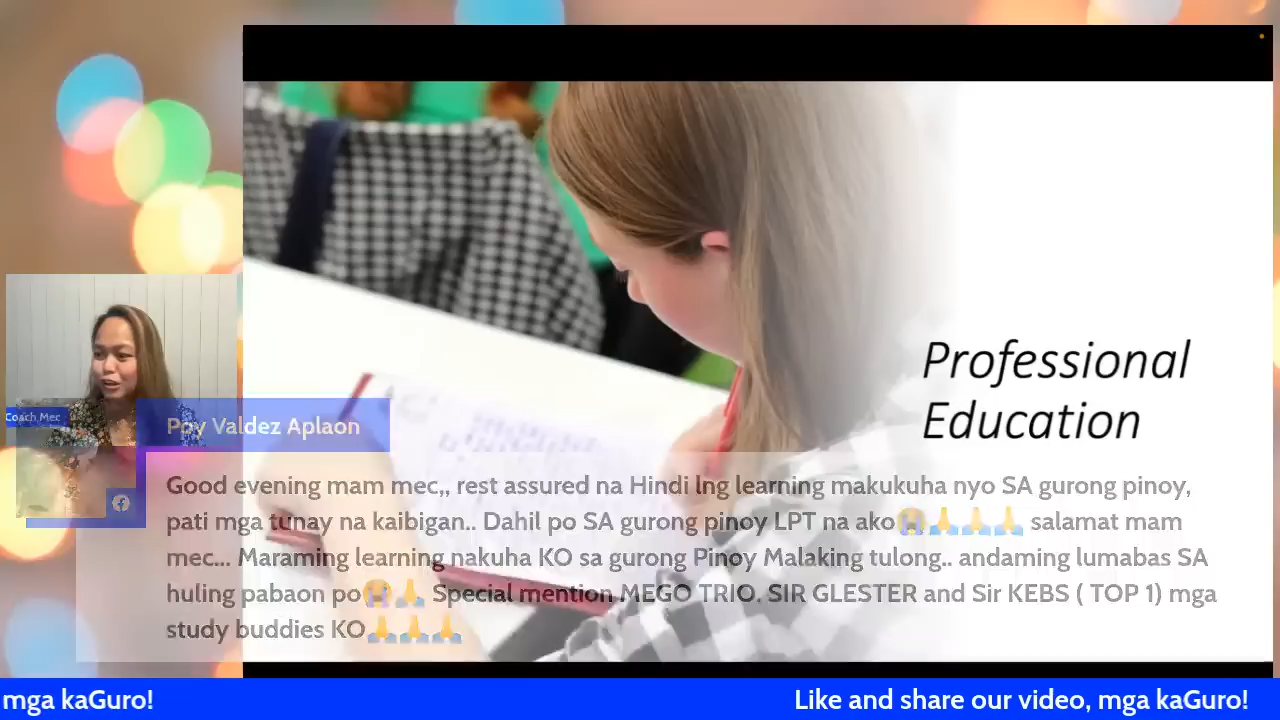 Professional
Education
Coach Mec
Poy Valdez Aplaon
Good evening mam mec,, rest assured na Hindi lng learning makukuha nyo SA gurong pinoy,
pati mga tunay na kaibigan.. Dahil po SA gurong pinoy LPT na ako😭🙏🙏🙏 salamat mam
mec... Maraming learning nakuha KO sa gurong Pinoy Malaking tulong.. andaming lumabas SA
huling pabaon po😭🙏 Special mention MEGO TRIO. SIR GLESTER and Sir KEBS ( TOP 1) mga
study buddies KO🙏🙏🙏
mga kaGuro! Like and share our video, mga kaGuro!